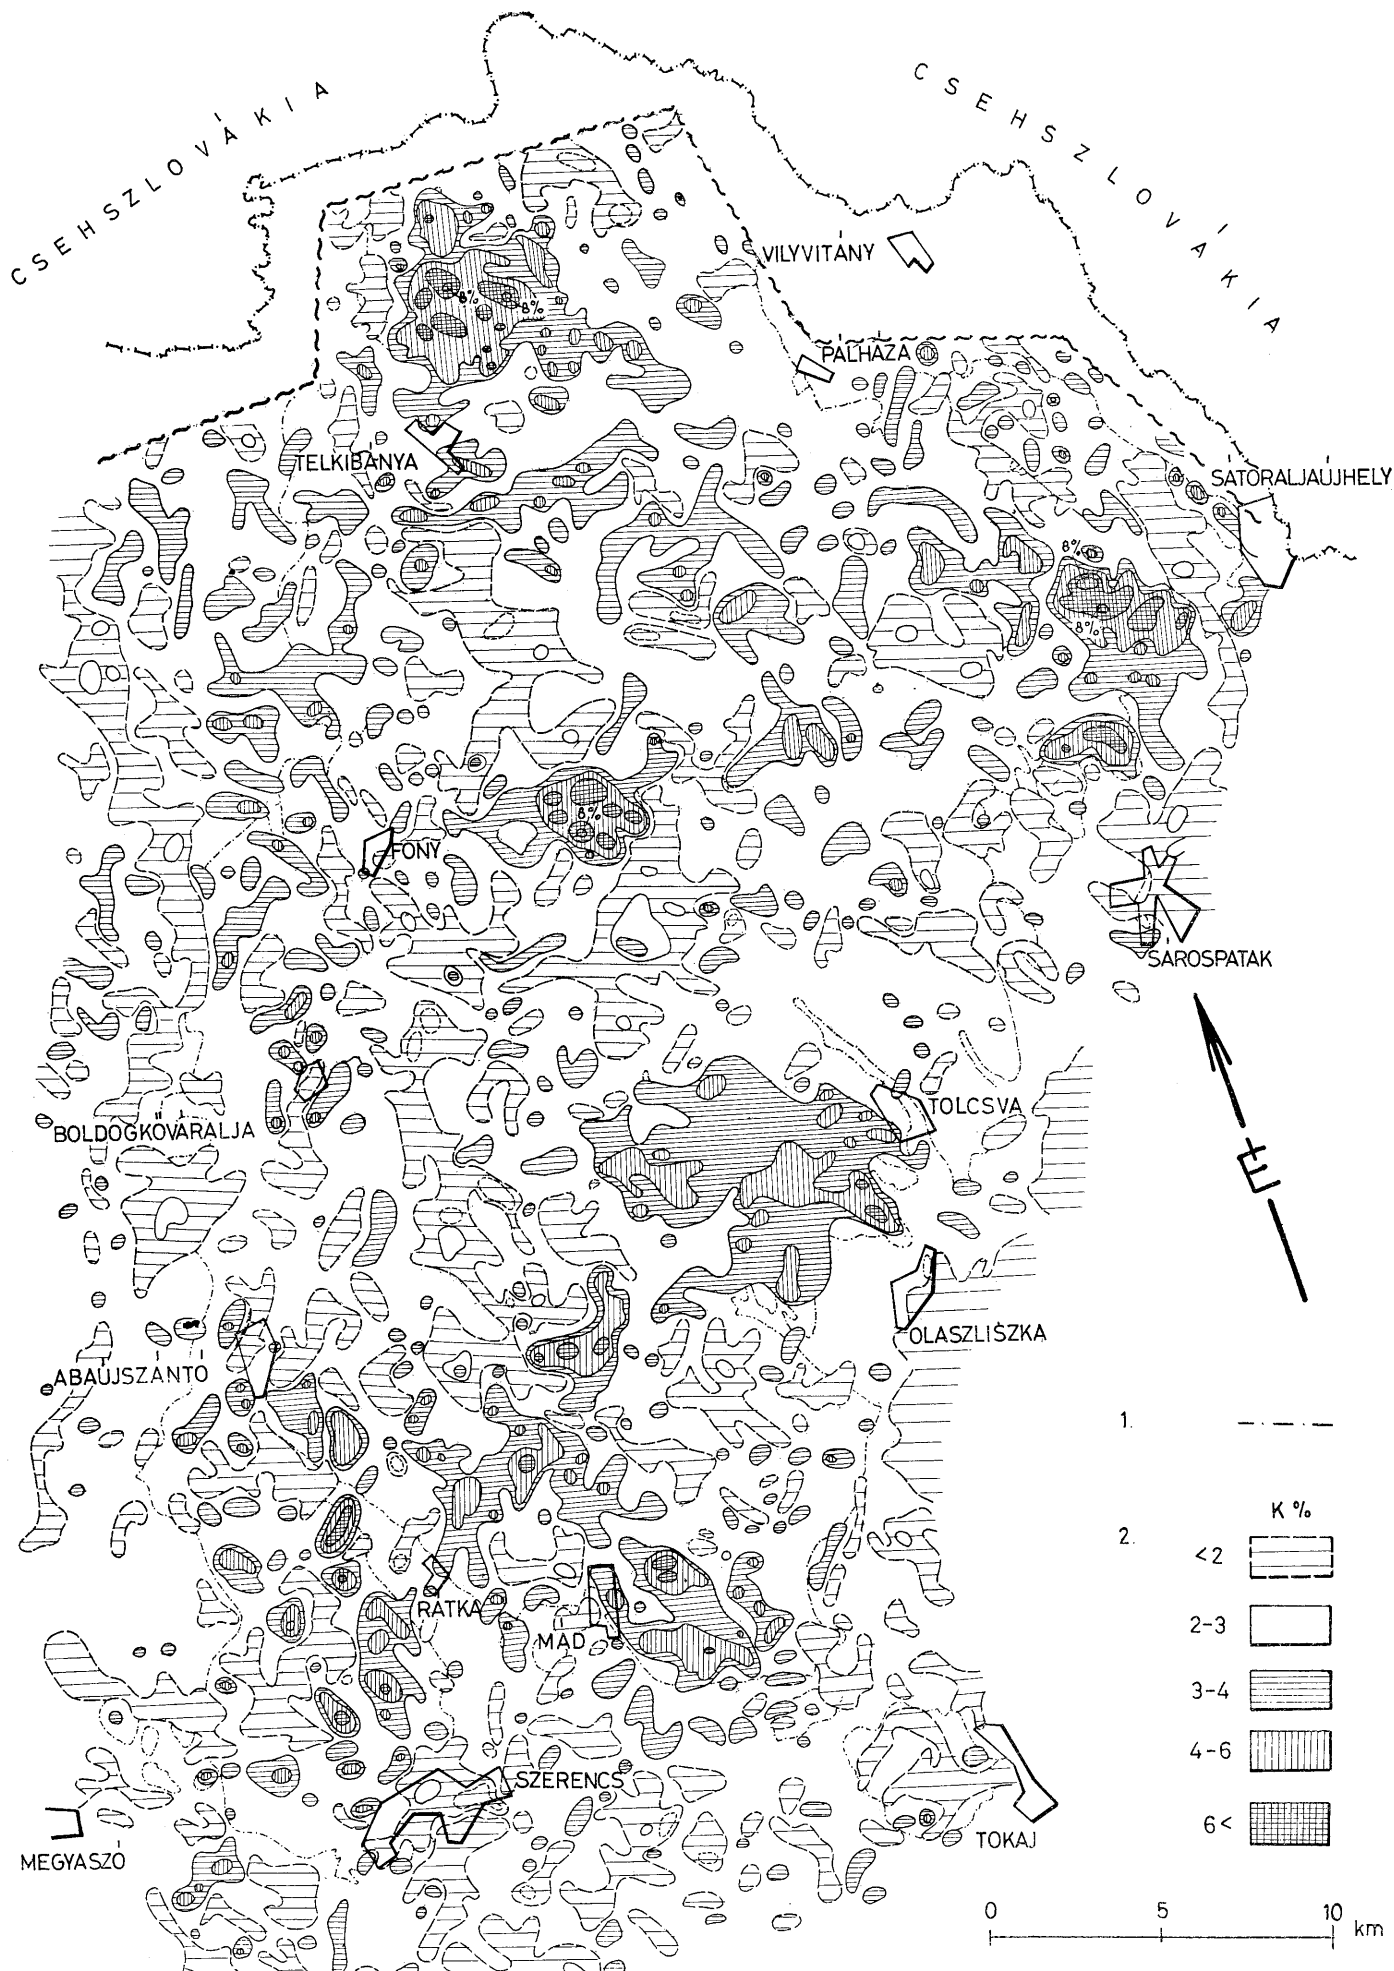 CSEHSZLOVÁKIA
CSEHSZLOVÁKIA
VILYVITÁNY
PÁLHÁZA
TELKIBÁNYA
SÁTORALJAÚJHELY
8%
8%
8%
8%
8%
FÓNY
SÁROSPATAK
BOLDOGKŐVÁRALJA
TOLCSVA
É
OLASZLISZKA
ABAÚJSZÁNTÓ
1.
K %
2.
<2
2-3
3-4
4-6
6<
RÁTKA
MÁD
SZERENCS
TOKAJ
MEGYASZÓ
0 5 10 km